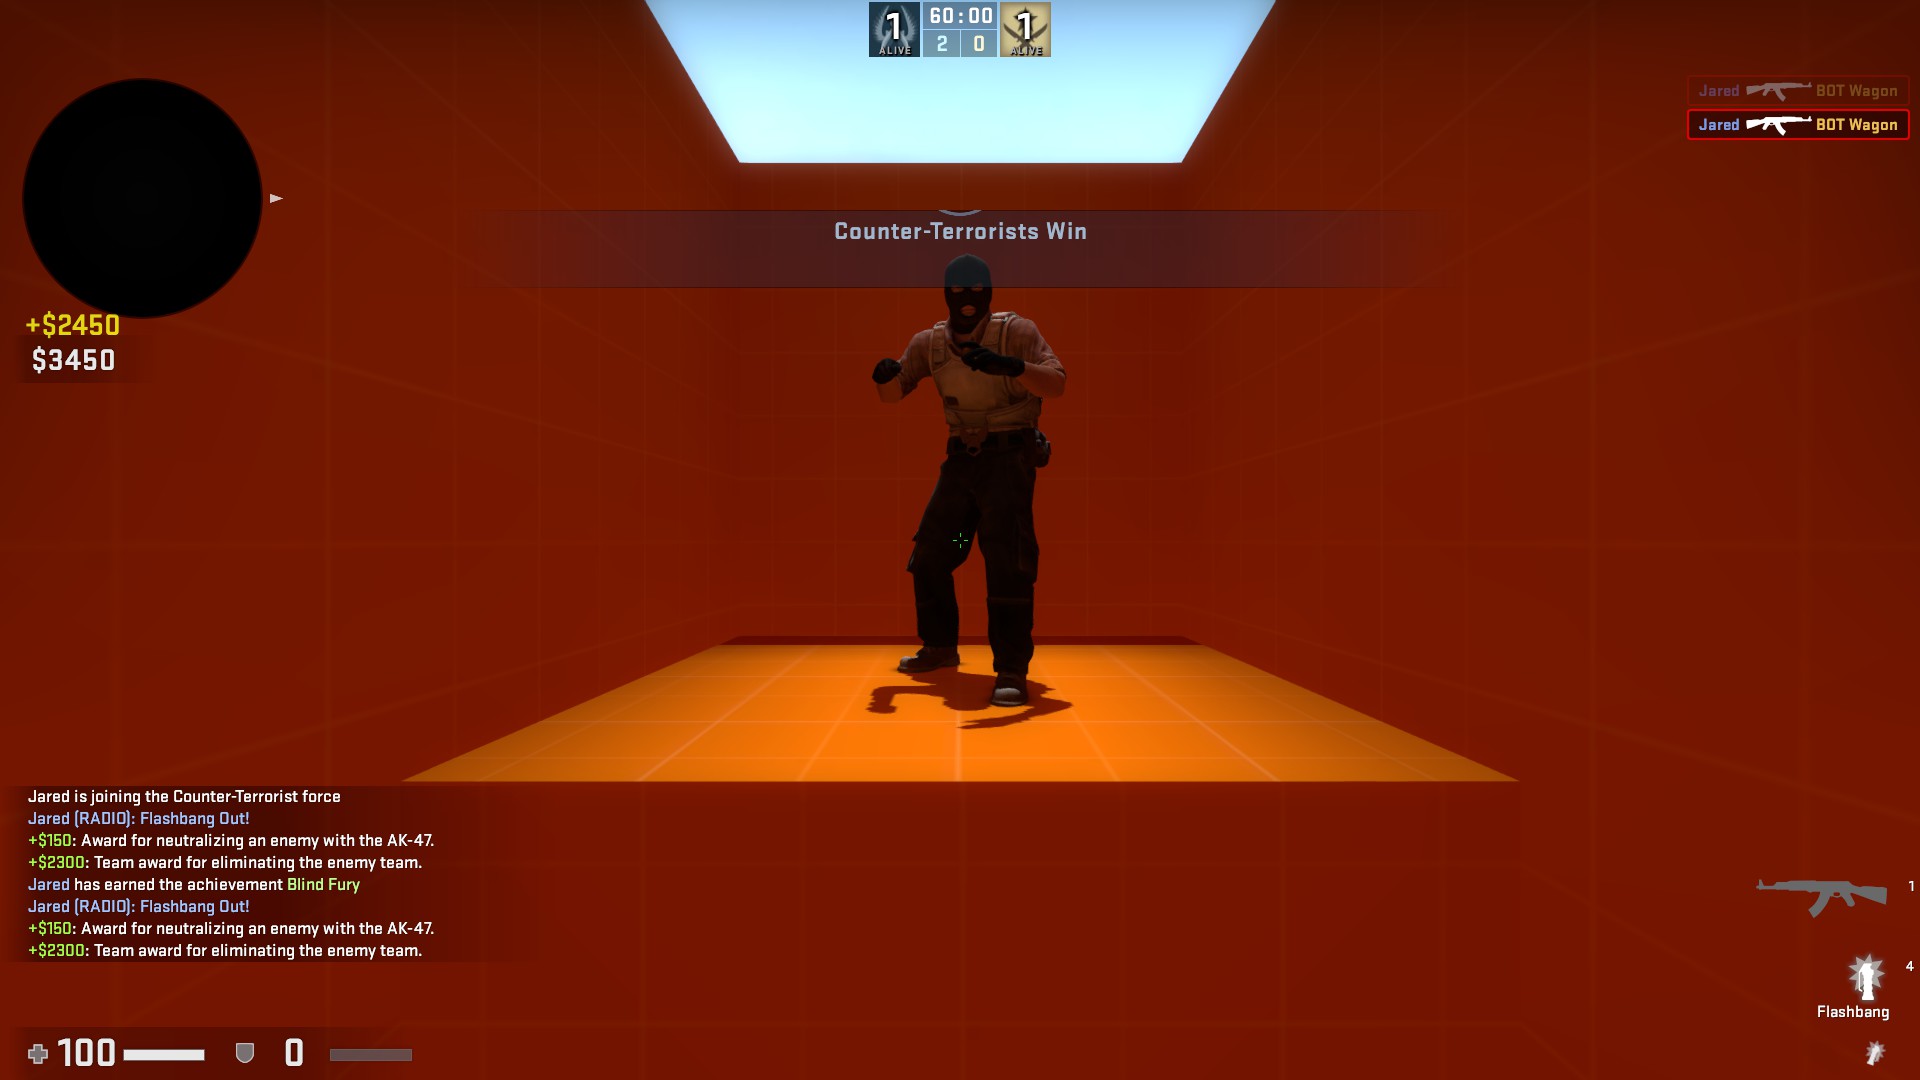 1
ALIVE
60:00
2 0
1
ALIVE
Jared BOT Wagon
Jared BOT Wagon
Counter-Terrorists Win
+$2450
$3450
Jared is joining the Counter-Terrorist force
Jared (RADIO): Flashbang Out!
+$150: Award for neutralizing an enemy with the AK-47.
+$2300: Team award for eliminating the enemy team.
Jared has earned the achievement Blind Fury
Jared (RADIO): Flashbang Out!
+$150: Award for neutralizing an enemy with the AK-47.
+$2300: Team award for eliminating the enemy team.
1
4
Flashbang
100 0